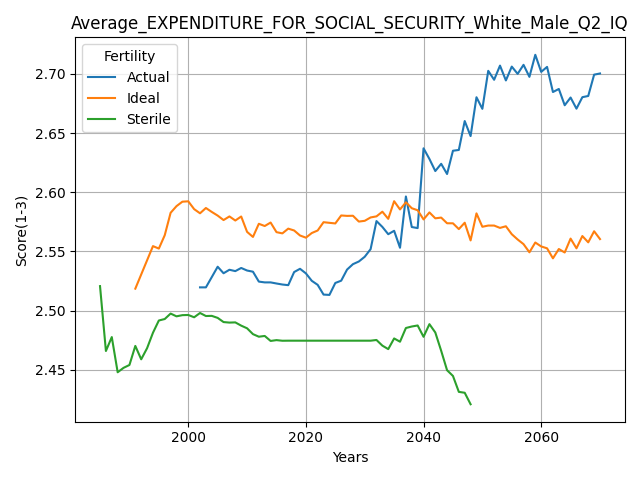 Average_EXPENDITURE_FOR_SOCIAL_SECURITY_White_Male_Q2_IQ
Fertility
Actual
Ideal
Sterile
Score(1-3)
2.70
2.65
2.60
2.55
2.50
2.45
2000
2020
2040
2060
Years